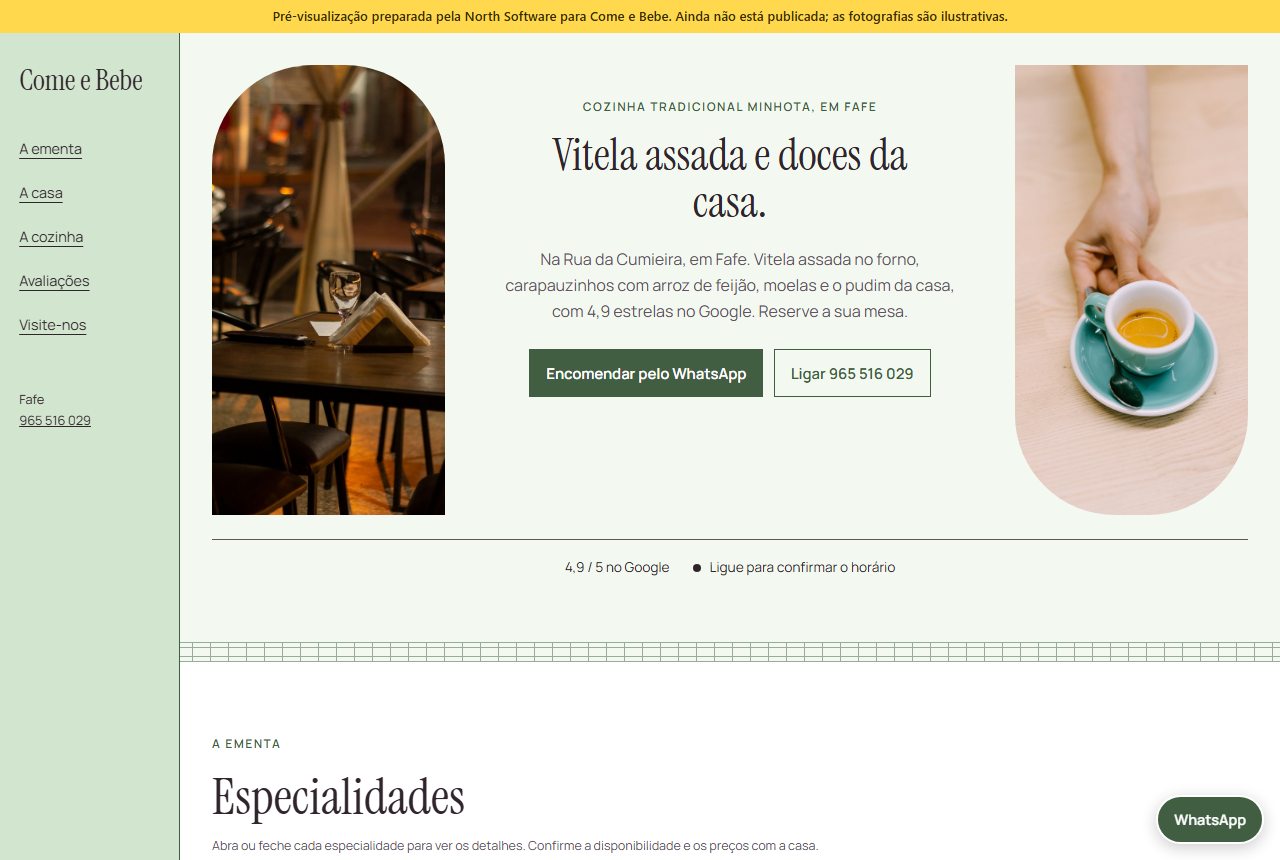 Pré-visualização preparada pela North Software para Come e Bebe. Ainda não está publicada; as fotografias são ilustrativas.
Come e Bebe
A ementa
A casa
A cozinha
Avaliações
Visite-nos
Fafe
965 516 029
COZINHA TRADICIONAL MINHOTA, EM FAFE
Vitela assada e doces da
casa.
Na Rua da Cumieira, em Fafe. Vitela assada no forno,
carapauzinhos com arroz de feijão, moelas e o pudim da casa,
com 4,9 estrelas no Google. Reserve a sua mesa.
Encomendar pelo WhatsApp
Ligar 965 516 029
4,9 / 5 no Google
Ligue para confirmar o horário
A EMENTA
Especialidades
Abra ou feche cada especialidade para ver os detalhes. Confirme a disponibilidade e os preços com a casa.
WhatsApp